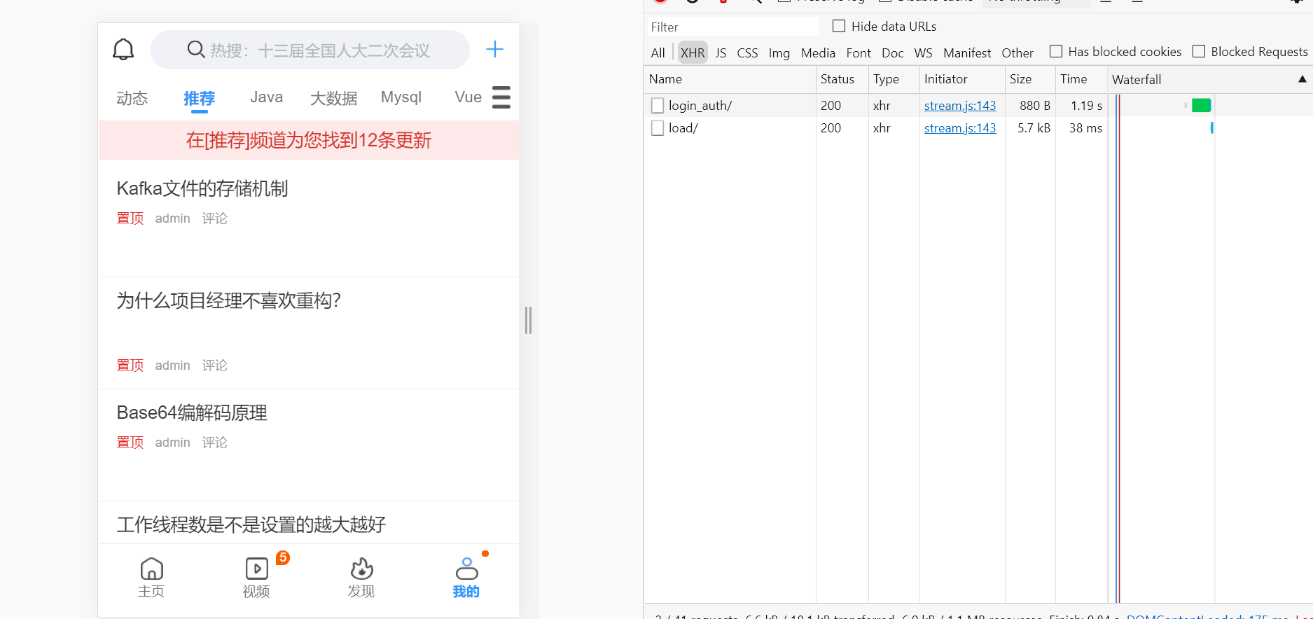 热搜：十三届全国人大二次会议
动态 推荐 Java 大数据 Mysql Vue
在[推荐]频道为您找到12条更新
Kafka文件的存储机制
置顶 admin 评论
为什么项目经理不喜欢重构?
置顶 admin 评论
Base64编解码原理
置顶 admin 评论
工作线程数是不是设置的越大越好
5
主页 视频 发现 我的
Filter Hide data URLs
All XHR JS CSS Img Media Font Doc WS Manifest Other Has blocked cookies Blocked Requests
Name Status Type Initiator Size Time Waterfall
login_auth/ 200 xhr stream.js:143 880 B 1.19 s
load/ 200 xhr stream.js:143 5.7 kB 38 ms